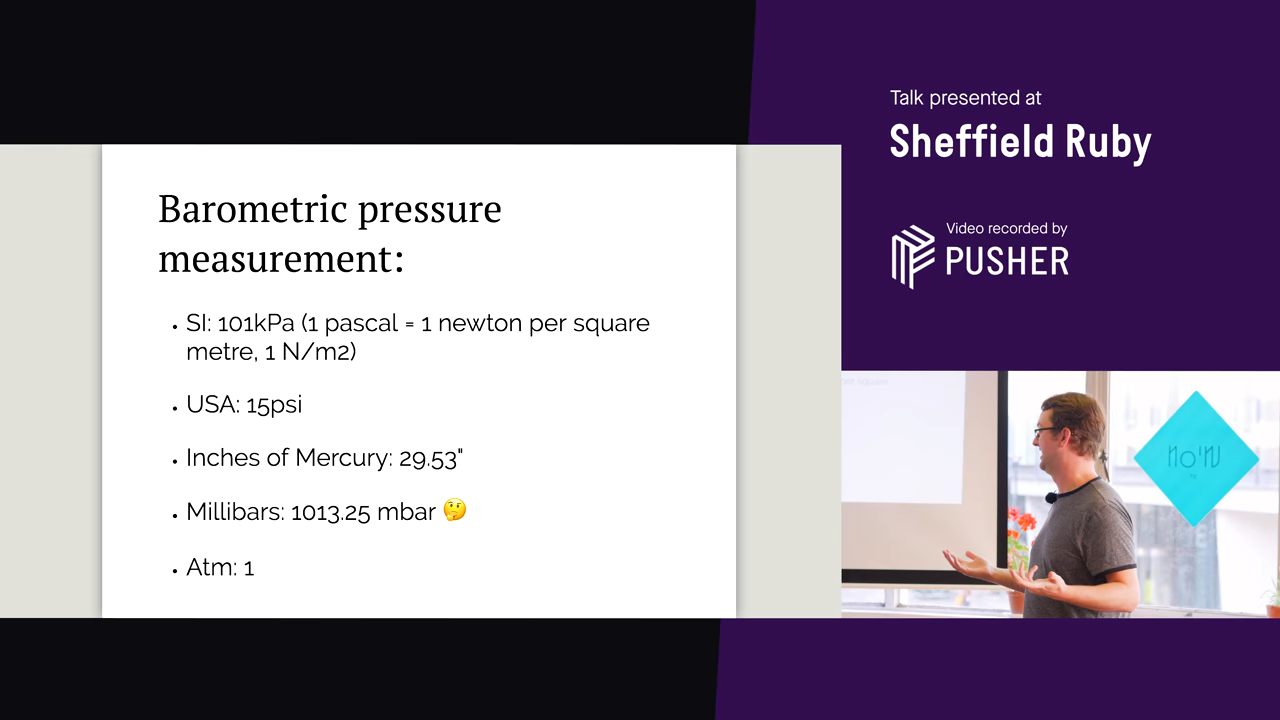 Talk presented at
Sheffield Ruby
Video recorded by
PUSHER
Barometric pressure
measurement:
• SI: 101kPa (1 pascal = 1 newton per square
metre, 1 N/m2)
• USA: 15psi
• Inches of Mercury: 29.53"
• Millibars: 1013.25 mbar 🤔
• Atm: 1